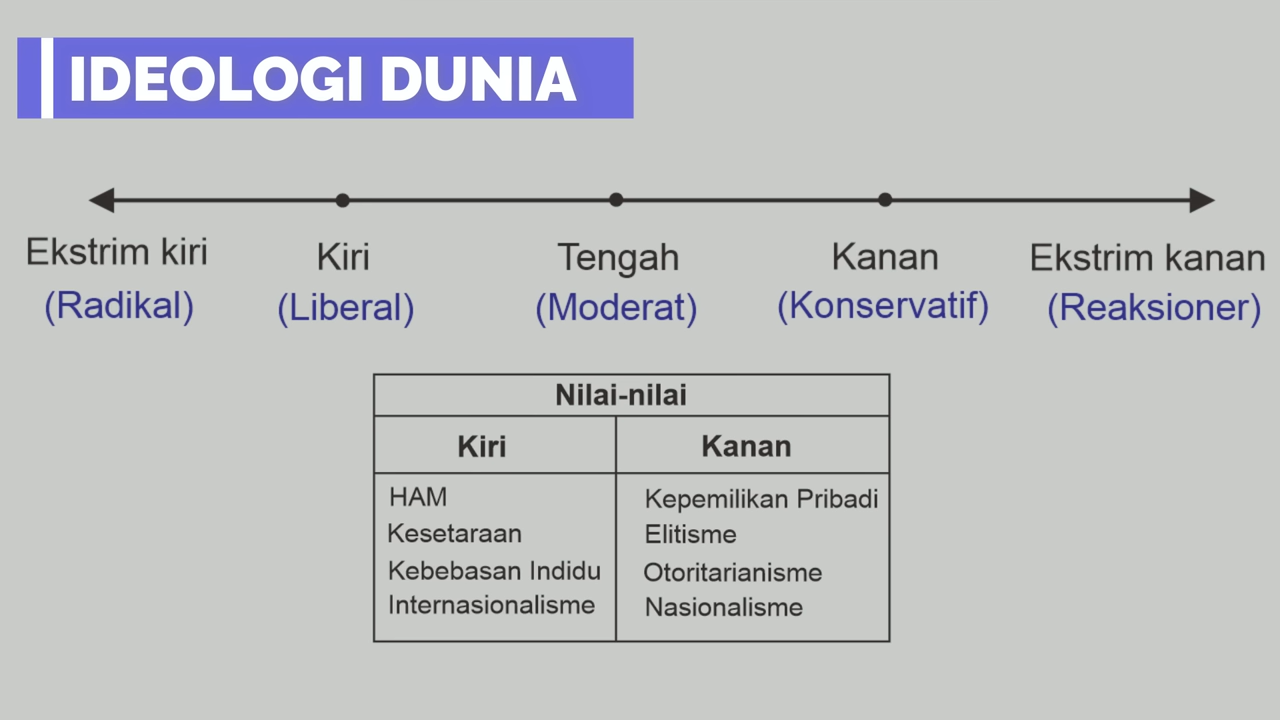 IDEOLOGI DUNIA
Ekstrim kiri
(Radikal)
Kiri
(Liberal)
Tengah
(Moderat)
Kanan
(Konservatif)
Ekstrim kanan
(Reaksioner)
Nilai-nilai
Kiri
Kanan
HAM
Kesetaraan
Kebebasan Indidu
Internasionalisme
Kepemilikan Pribadi
Elitisme
Otoritarianisme
Nasionalisme